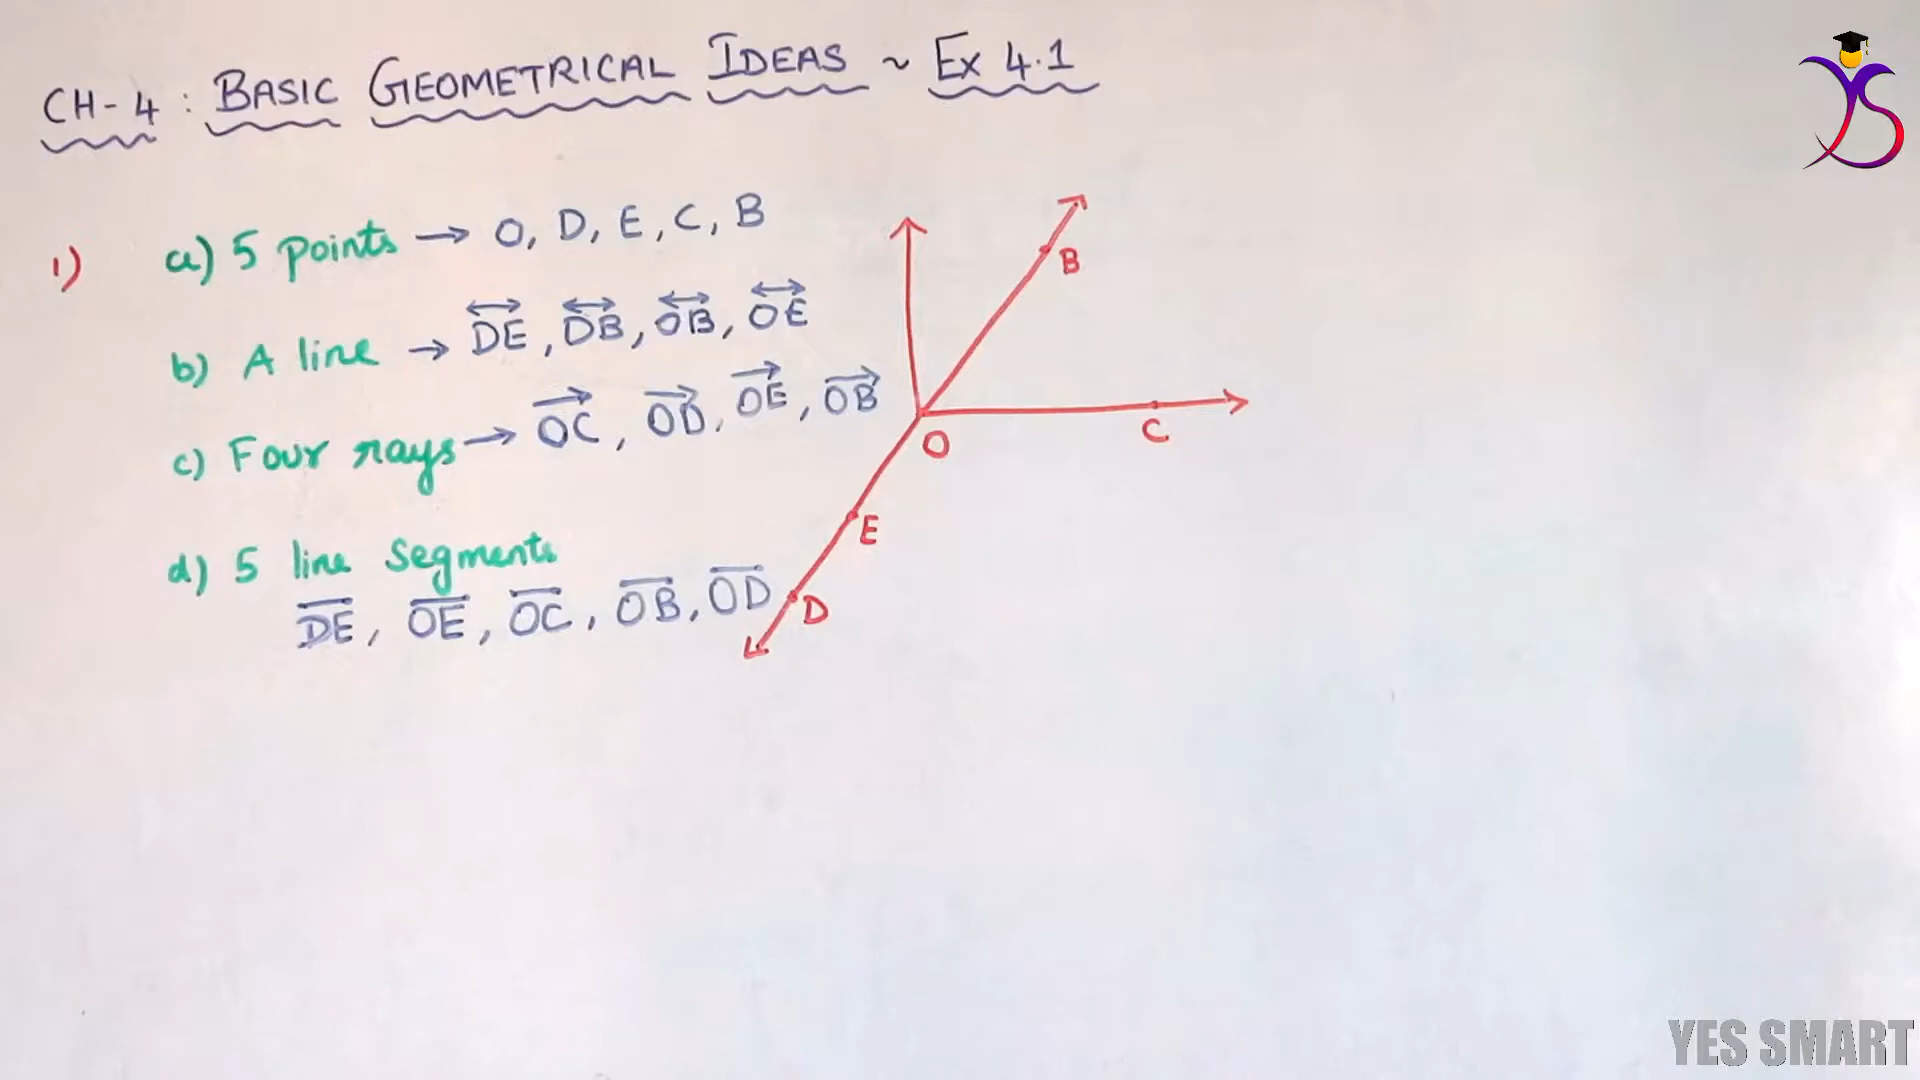 CH-4 : BASIC GEOMETRICAL IDEAS ~ Ex 4.1
1) a) 5 points → O, D, E, C, B
b) A line → DE, DB, OB, OE
c) Four rays → OC, OD, OE, OB
d) 5 line segments
DE, OE, OC, OB, OD
B
C
O
E
D
YES SMART